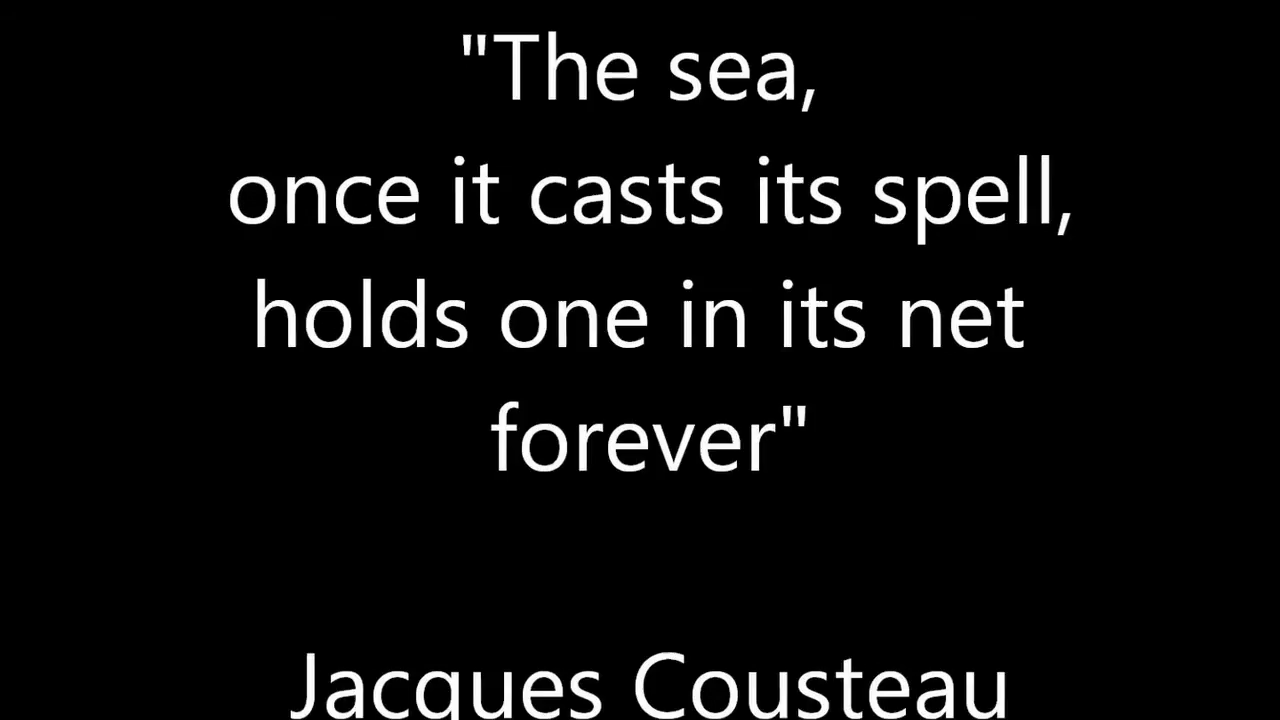 "The sea,
once it casts its spell,
holds one in its net
forever"
Jacques Cousteau